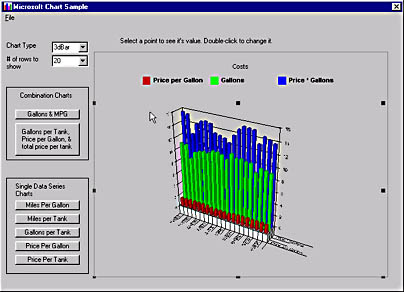 Microsoft Chart Sample
File
Chart Type
3dBar
Select a point to see it's value. Double-click to change it.
# of rows to
show
20
Costs
Price per Gallon
Gallons
Price * Gallons
Combination Charts
Gallons & MPG
Gallons per Tank,
Price per Gallon, &
total price per tank
Single Data Series
Charts
Miles Per Gallon
Miles per Tank
Gallons per Tank
Price Per Gallon
Price Per Tank